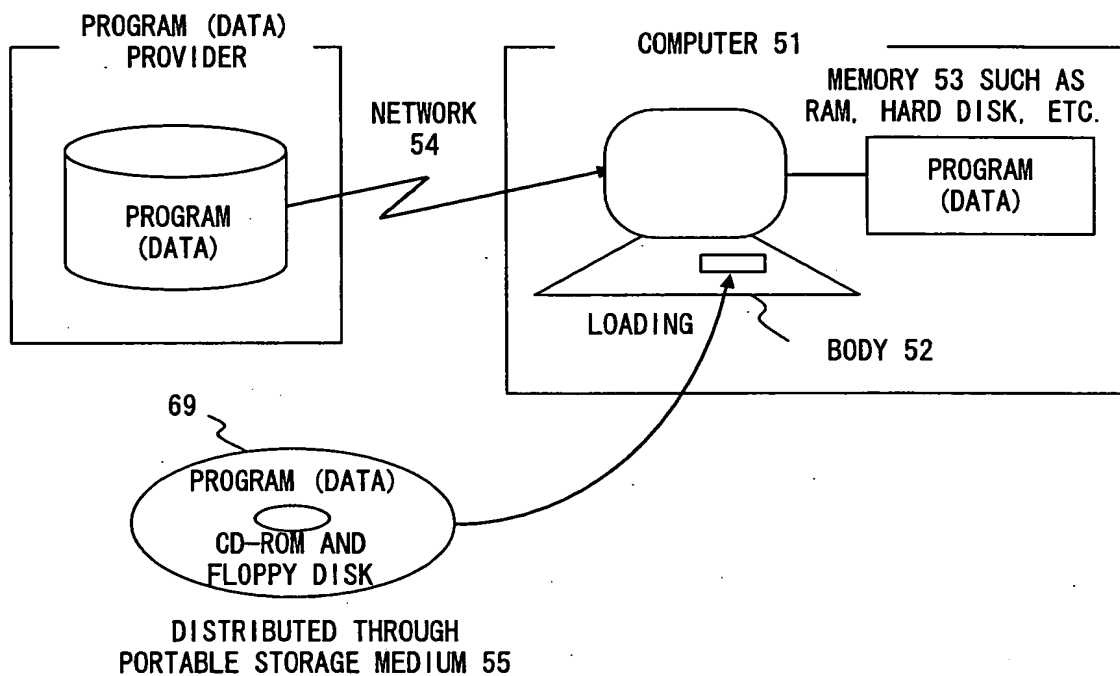 PROGRAM (DATA)
PROVIDER
PROGRAM
(DATA)
NETWORK
54
COMPUTER 51
MEMORY 53 SUCH AS
RAM, HARD DISK, ETC.
PROGRAM
(DATA)
LOADING
BODY 52
69
PROGRAM (DATA)
CD-ROM AND
FLOPPY DISK
DISTRIBUTED THROUGH
PORTABLE STORAGE MEDIUM 55